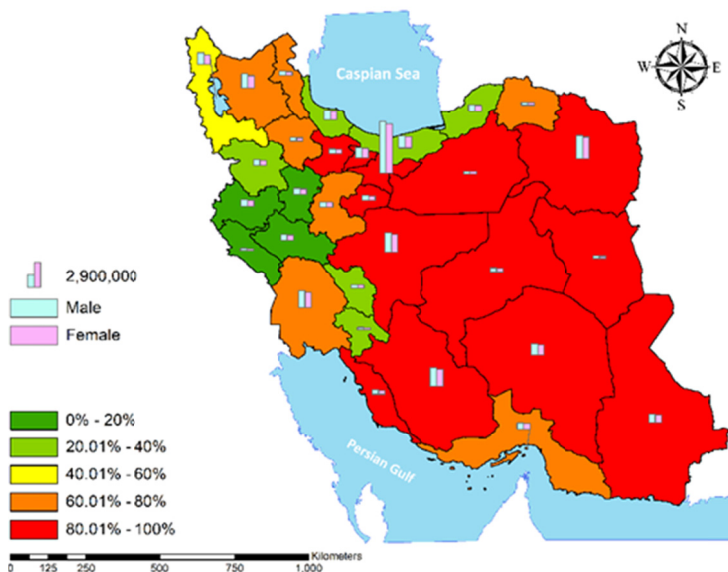 N
W E
S
Caspian Sea
2,900,000
Male
Female
Persian Gulf
0% - 20%
20.01% - 40%
40.01% - 60%
60.01% - 80%
80.01% - 100%
Kilometers
0 125 250 500 750 1,000